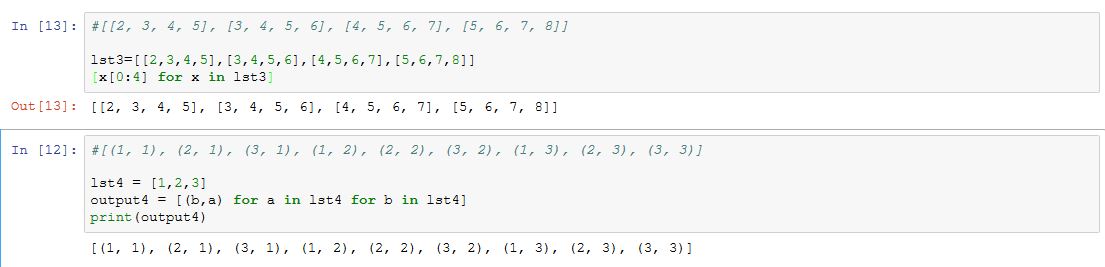 In [13]: #[[2, 3, 4, 5], [3, 4, 5, 6], [4, 5, 6, 7], [5, 6, 7, 8]]
lst3=[[2,3,4,5],[3,4,5,6],[4,5,6,7],[5,6,7,8]]
[x[0:4] for x in lst3]
Out[13]: [[2, 3, 4, 5], [3, 4, 5, 6], [4, 5, 6, 7], [5, 6, 7, 8]]
In [12]: #[(1, 1), (2, 1), (3, 1), (1, 2), (2, 2), (3, 2), (1, 3), (2, 3), (3, 3)]
lst4 = [1,2,3]
output4 = [(b,a) for a in lst4 for b in lst4]
print(output4)
[(1, 1), (2, 1), (3, 1), (1, 2), (2, 2), (3, 2), (1, 3), (2, 3), (3, 3)]